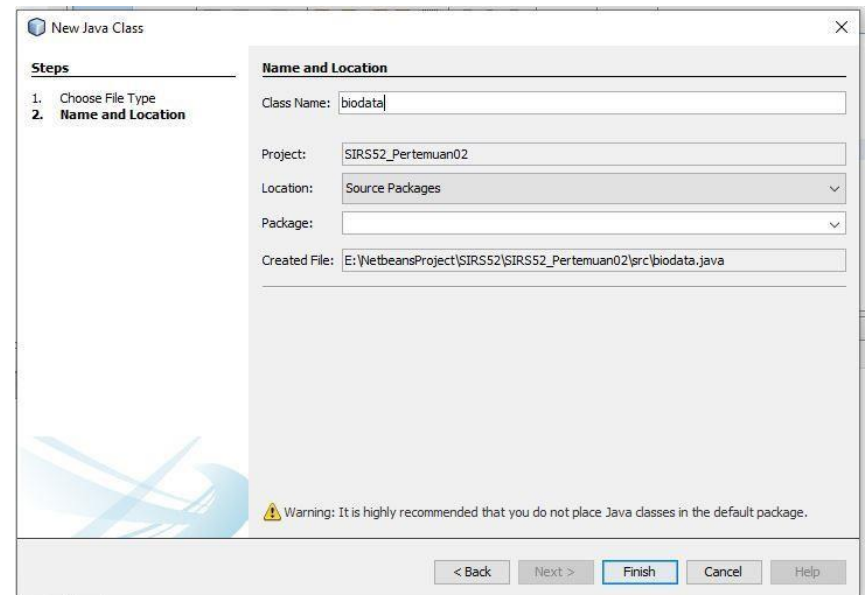 New Java Class
Steps
1. Choose File Type
2. Name and Location
Name and Location
Class Name: biodata
Project: SIRS52_Pertemuan02
Location: Source Packages
Package:
Created File: E:\NetbeansProject\SIRS52\SIRS52_Pertemuan02\src\biodata.java
Warning: It is highly recommended that you do not place Java classes in the default package.
< Back Next > Finish Cancel Help